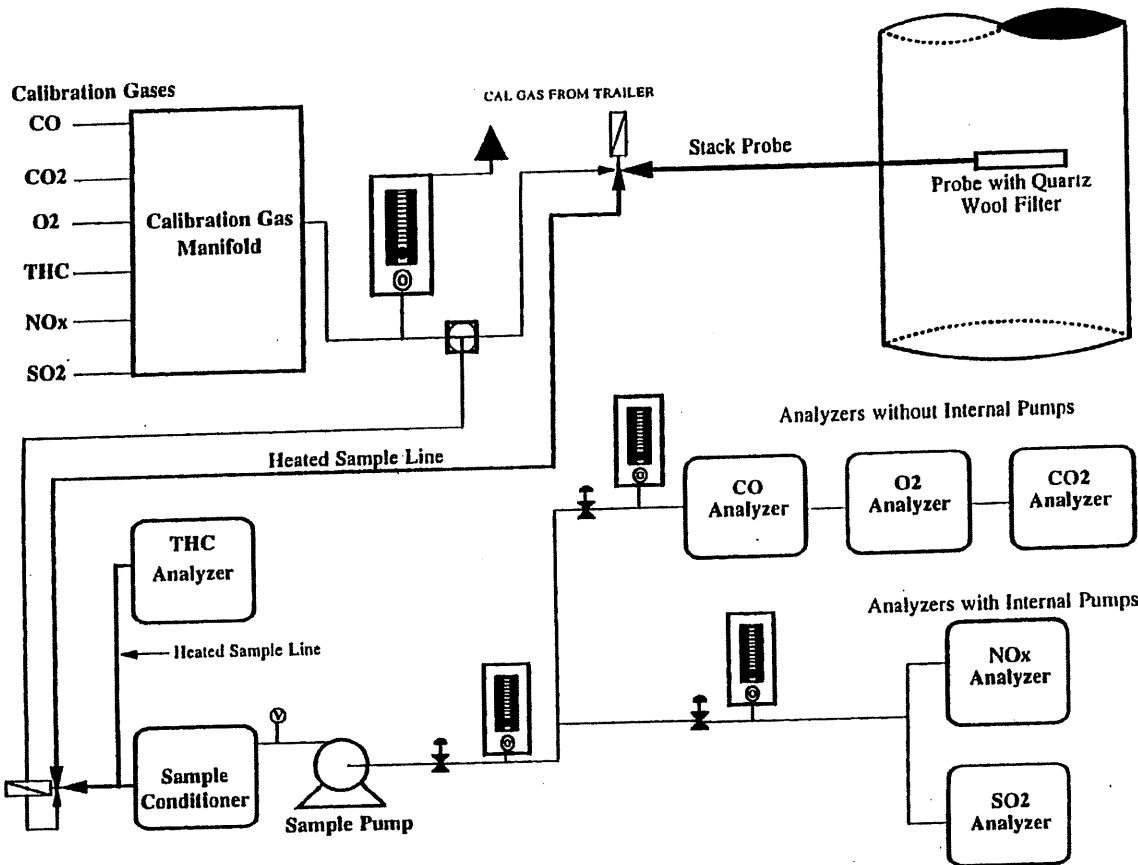 Calibration Gases
CO
CO2
O2
THC
NOx
SO2
Calibration Gas
Manifold
CAL GAS FROM TRAILER
Stack Probe
Probe with Quartz
Wool Filter
Heated Sample Line
Analyzers without Internal Pumps
CO
Analyzer
O2
Analyzer
CO2
Analyzer
THC
Analyzer
Heated Sample Line
Analyzers with Internal Pumps
NOx
Analyzer
SO2
Analyzer
V
Sample
Conditioner
Sample Pump